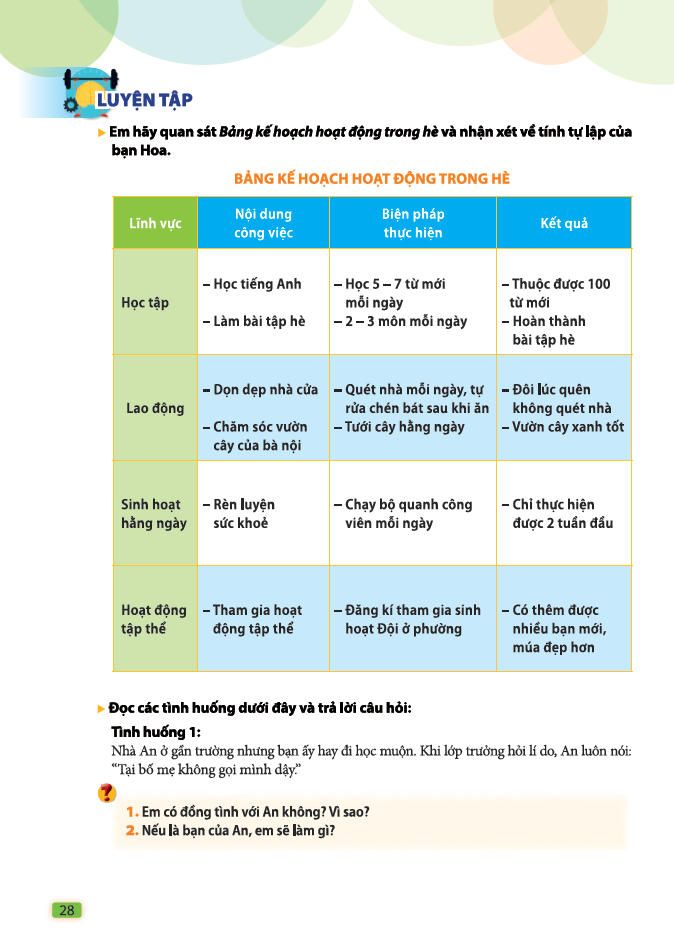 LUYỆN TẬP
Em hãy quan sát Bảng kế hoạch hoạt động trong hè và nhận xét về tính tự lập của
bạn Hoa.
BẢNG KẾ HOẠCH HOẠT ĐỘNG TRONG HÈ
Lĩnh vực
Nội dung
công việc
Biện pháp
thực hiện
Kết quả
Học tập
– Học tiếng Anh
– Làm bài tập hè
– Học 5 – 7 từ mới
mỗi ngày
– 2 – 3 môn mỗi ngày
– Thuộc được 100
từ mới
– Hoàn thành
bài tập hè
Lao động
– Dọn dẹp nhà cửa
– Chăm sóc vườn
cây của bà nội
– Quét nhà mỗi ngày, tự
rửa chén bát sau khi ăn
– Tưới cây hằng ngày
– Đôi lúc quên
không quét nhà
– Vườn cây xanh tốt
Sinh hoạt
hằng ngày
– Rèn luyện
sức khoẻ
– Chạy bộ quanh công
viên mỗi ngày
– Chỉ thực hiện
được 2 tuần đầu
Hoạt động
tập thể
– Tham gia hoạt
động tập thể
– Đăng kí tham gia sinh
hoạt Đội ở phường
– Có thêm được
nhiều bạn mới,
múa đẹp hơn
Đọc các tình huống dưới đây và trả lời câu hỏi:
Tình huống 1:
Nhà An ở gần trường nhưng bạn ấy hay đi học muộn. Khi lớp trưởng hỏi lí do, An luôn nói:
“Tại bố mẹ không gọi mình dậy.”
?
1. Em có đồng tình với An không? Vì sao?
2. Nếu là bạn của An, em sẽ làm gì?
28